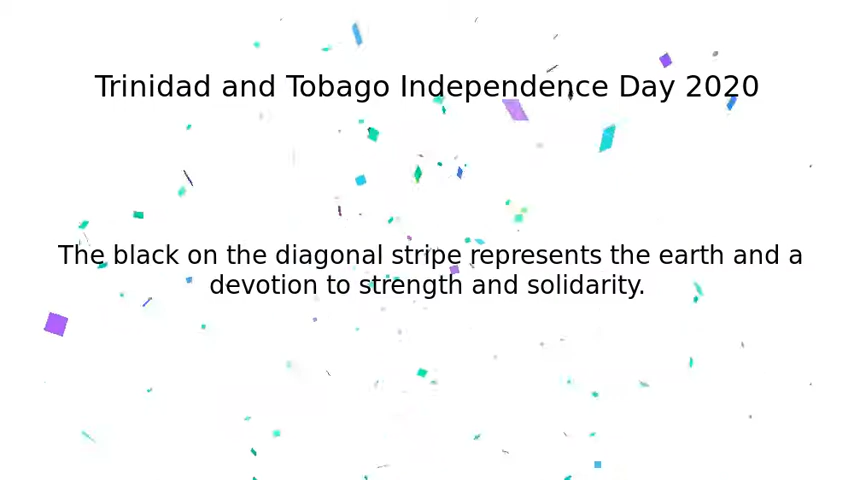 Trinidad and Tobago Independence Day 2020
The black on the diagonal stripe represents the earth and a
devotion to strength and solidarity.